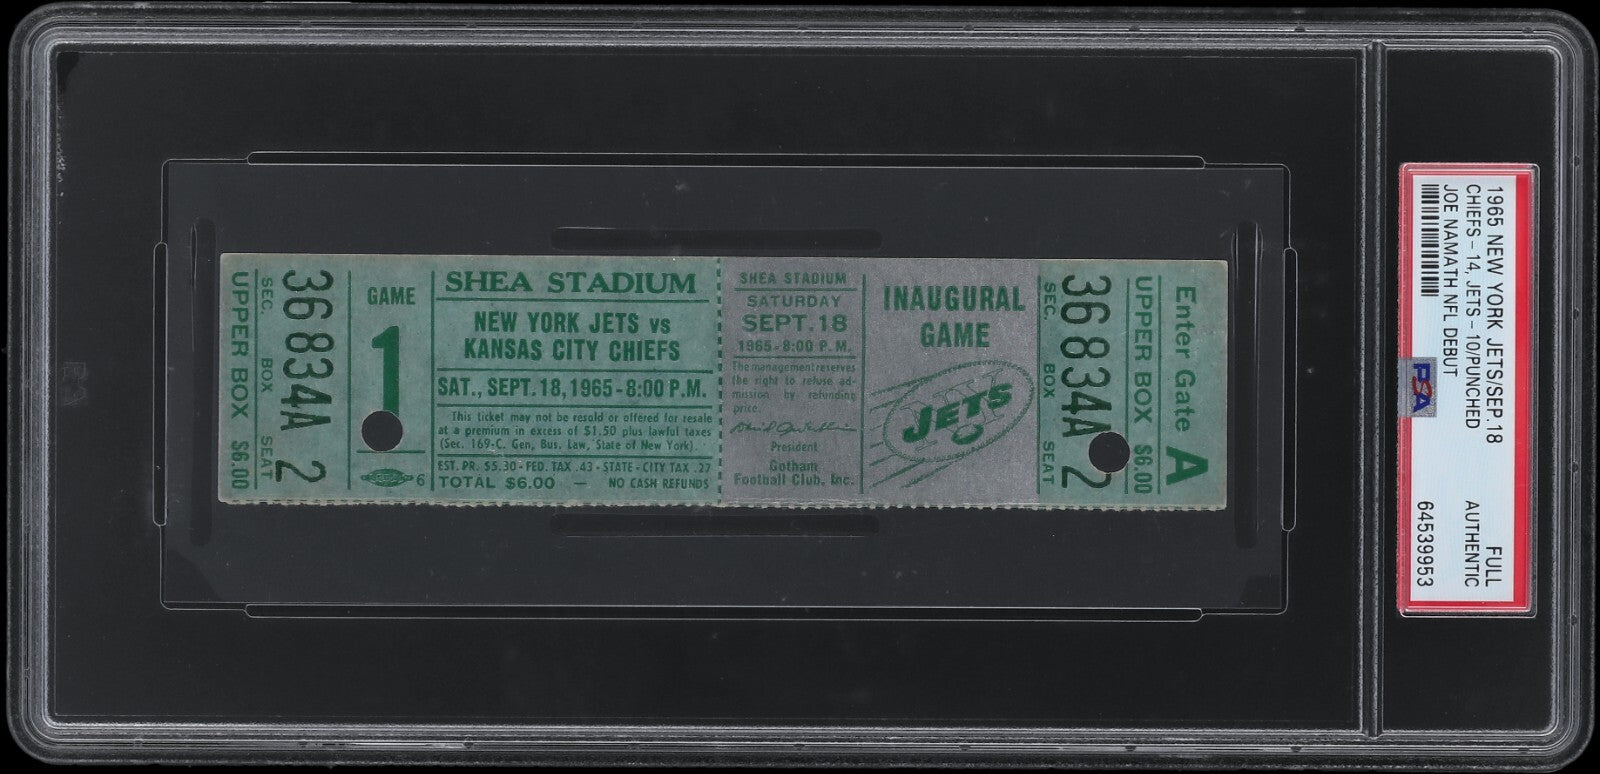 UPPER BOX $6.00
SEC. BOX SEAT
36 834A 2
GAME
1
6
SHEA STADIUM
NEW YORK JETS vs
KANSAS CITY CHIEFS
SAT., SEPT. 18, 1965 - 8:00 P.M.
This ticket may not be resold or offered for resale
at a premium in excess of $1.50 plus lawful taxes
(Sec. 169-C. Gen, Bus. Law, State of New York).
EST. PR. $5.30 - FED. TAX .43 - STATE - CITY TAX .27
TOTAL $6.00 — NO CASH REFUNDS
SHEA STADIUM
SATURDAY
SEPT. 18
1965 - 8:00 P. M.
The management reserves
the right to refuse ad-
mission by refunding
price.
President
Gotham
Football Club, Inc.
INAUGURAL
GAME
NY
JETS
SEC. BOX SEAT
36 834A 2
UPPER BOX $6.00
Enter Gate A
1965 NEW YORK JETS/SEP.18 FULL
CHIEFS - 14, JETS - 10/PUNCHED AUTHENTIC
JOE NAMATH NFL DEBUT
64539953
PSA